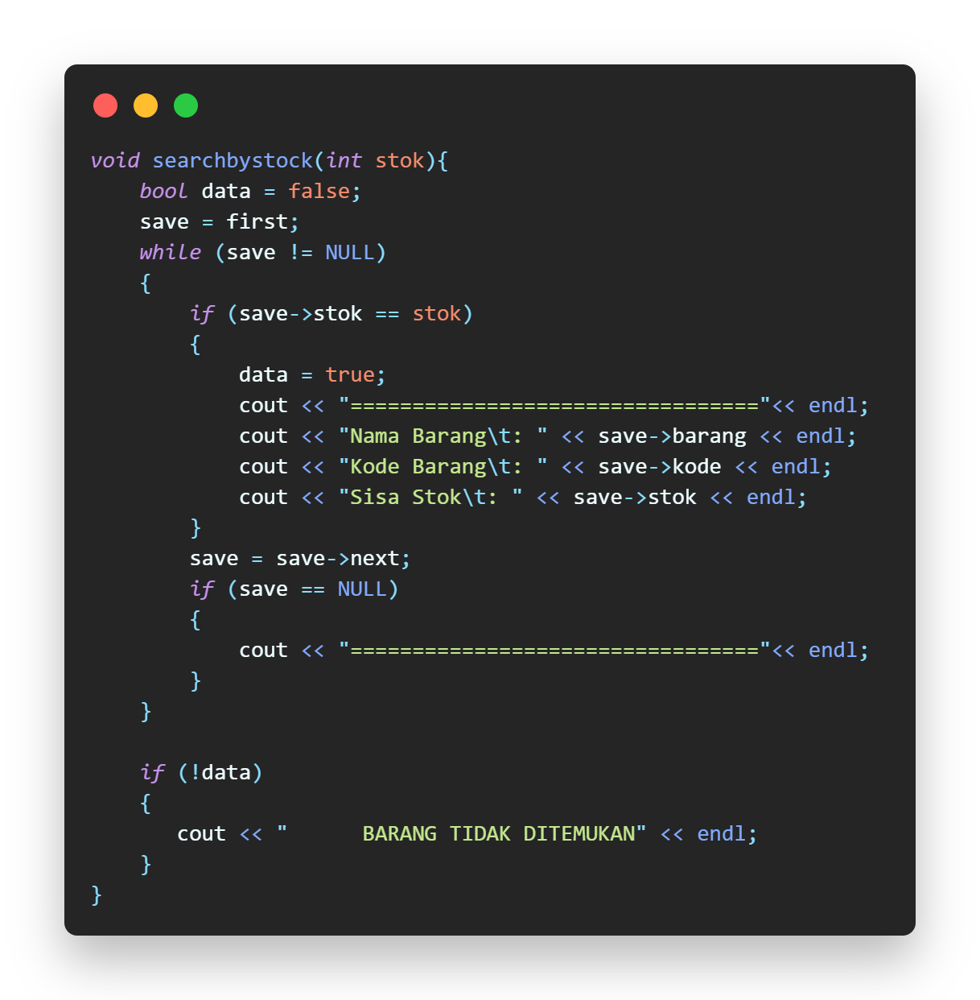 void searchbystock(int stok){
    bool data = false;
    save = first;
    while (save != NULL)
    {
        if (save->stok == stok)
        {
            data = true;
            cout << "================================="<< endl;
            cout << "Nama Barang\t: " << save->barang << endl;
            cout << "Kode Barang\t: " << save->kode << endl;
            cout << "Sisa Stok\t: " << save->stok << endl;
        }
        save = save->next;
        if (save == NULL)
        {
            cout << "================================="<< endl;
        }
    }

    if (!data)
    {
       cout << "      BARANG TIDAK DITEMUKAN" << endl;
    }
}